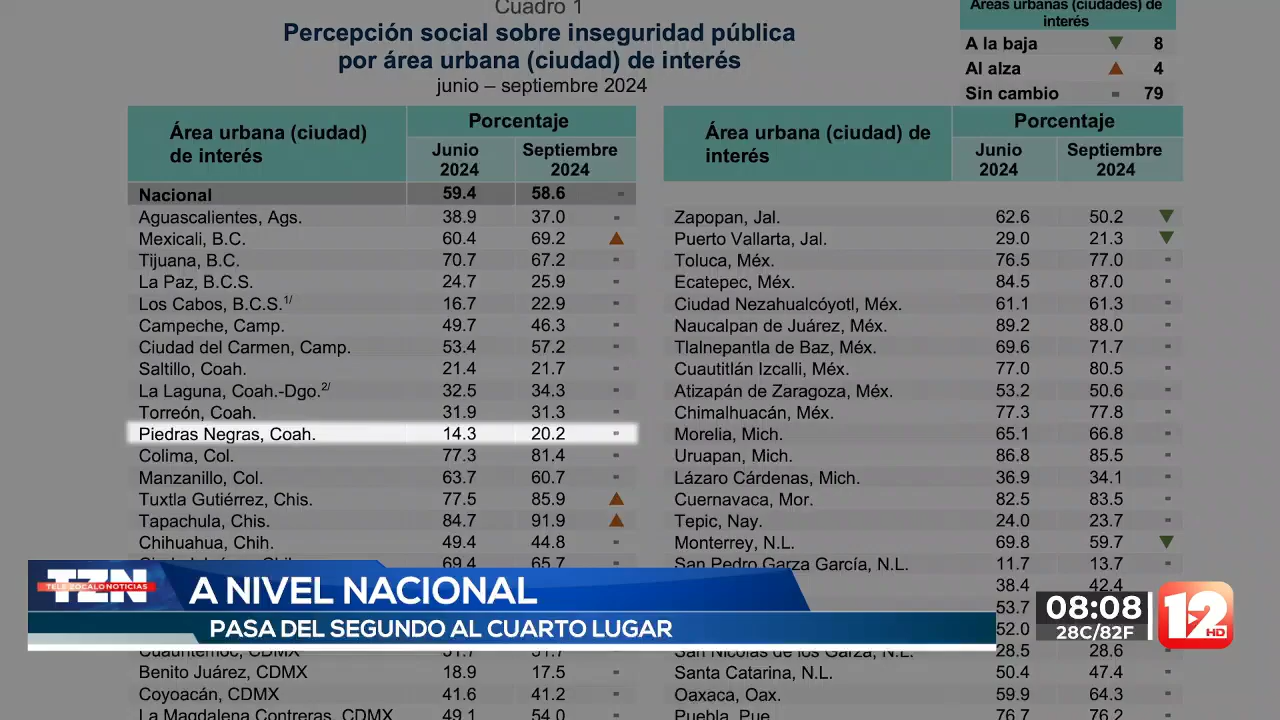 Cuadro 1
Percepción social sobre inseguridad pública
por área urbana (ciudad) de interés
junio – septiembre 2024
Áreas urbanas (ciudades) de
interés
A la baja 8
Al alza 4
Sin cambio 79
Área urbana (ciudad)
de interés
Porcentaje
Junio
2024
Septiembre
2024
Nacional 59.4 58.6
Aguascalientes, Ags. 38.9 37.0
Mexicali, B.C. 60.4 69.2
Tijuana, B.C. 70.7 67.2
La Paz, B.C.S. 24.7 25.9
Los Cabos, B.C.S.1/ 16.7 22.9
Campeche, Camp. 49.7 46.3
Ciudad del Carmen, Camp. 53.4 57.2
Saltillo, Coah. 21.4 21.7
La Laguna, Coah.-Dgo.2/ 32.5 34.3
Torreón, Coah. 31.9 31.3
Piedras Negras, Coah. 14.3 20.2
Colima, Col. 77.3 81.4
Manzanillo, Col. 63.7 60.7
Tuxtla Gutiérrez, Chis. 77.5 85.9
Tapachula, Chis. 84.7 91.9
Chihuahua, Chih. 49.4 44.8
69.4 65.7
Cuauhtémoc, CDMX
Benito Juárez, CDMX 18.9 17.5
Coyoacán, CDMX 41.6 41.2
La Magdalena Contreras, CDMX 49.1 54.0
Área urbana (ciudad) de
interés
Porcentaje
Junio
2024
Septiembre
2024
Zapopan, Jal. 62.6 50.2
Puerto Vallarta, Jal. 29.0 21.3
Toluca, Méx. 76.5 77.0
Ecatepec, Méx. 84.5 87.0
Ciudad Nezahualcóyotl, Méx. 61.1 61.3
Naucalpan de Juárez, Méx. 89.2 88.0
Tlalnepantla de Baz, Méx. 69.6 71.7
Cuautitlán Izcalli, Méx. 77.0 80.5
Atizapán de Zaragoza, Méx. 53.2 50.6
Chimalhuacán, Méx. 77.3 77.8
Morelia, Mich. 65.1 66.8
Uruapan, Mich. 86.8 85.5
Lázaro Cárdenas, Mich. 36.9 34.1
Cuernavaca, Mor. 82.5 83.5
Tepic, Nay. 24.0 23.7
Monterrey, N.L. 69.8 59.7
San Pedro Garza García, N.L. 11.7 13.7
38.4 42.4
53.7
52.0
San Nicolás de los Garza, N.L. 28.5 28.6
Santa Catarina, N.L. 50.4 47.4
Oaxaca, Oax. 59.9 64.3
Puebla, Pue. 76.7 76.2
TZN
TELE ZÓCALO NOTICIAS
A NIVEL NACIONAL
PASA DEL SEGUNDO AL CUARTO LUGAR
08:08
28C/82F
12
HD